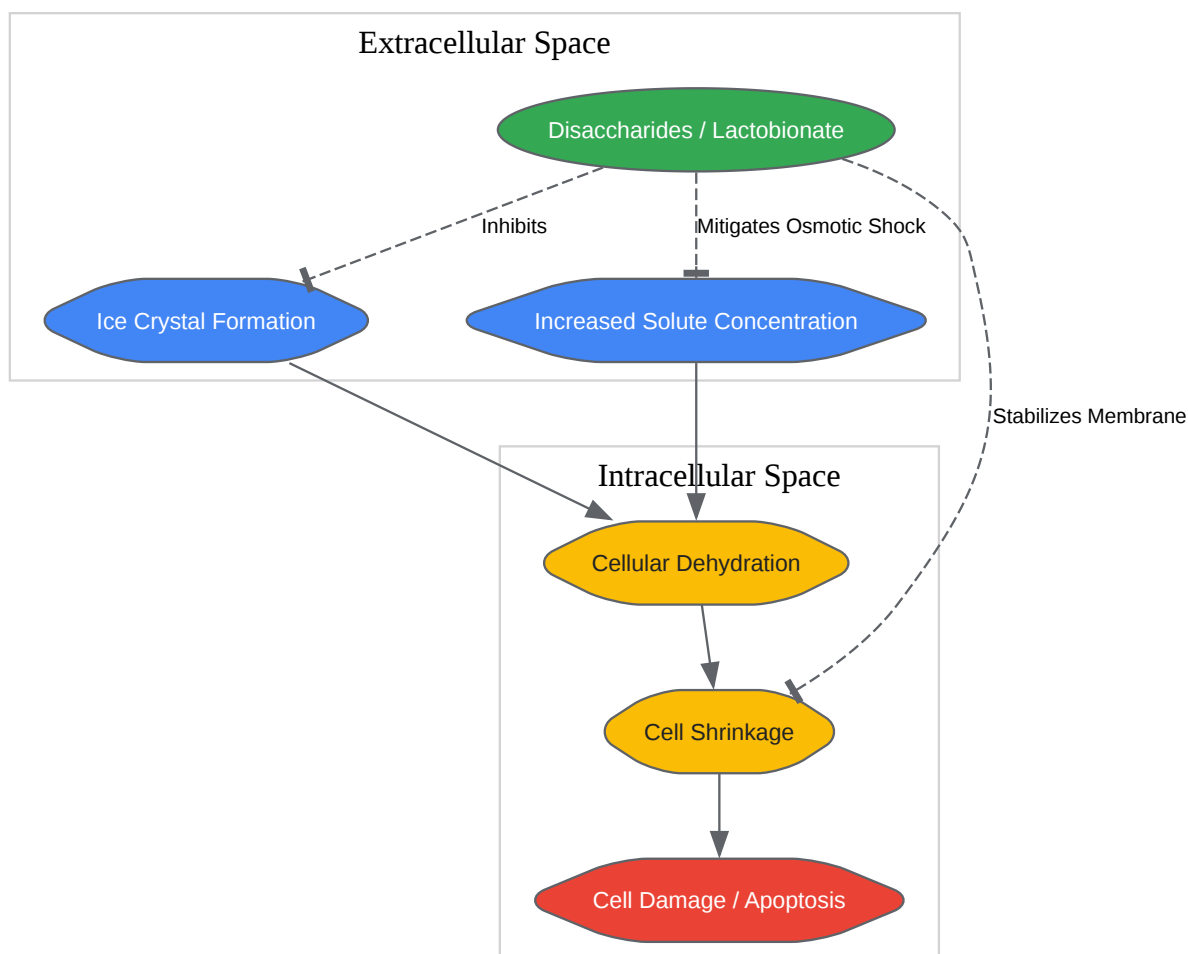 Extracellular Space
Disaccharides / Lactobionate
Inhibits
Mitigates Osmotic Shock
Ice Crystal Formation
Increased Solute Concentration
Stabilizes Membrane
Intracellular Space
Cellular Dehydration
Cell Shrinkage
Cell Damage / Apoptosis